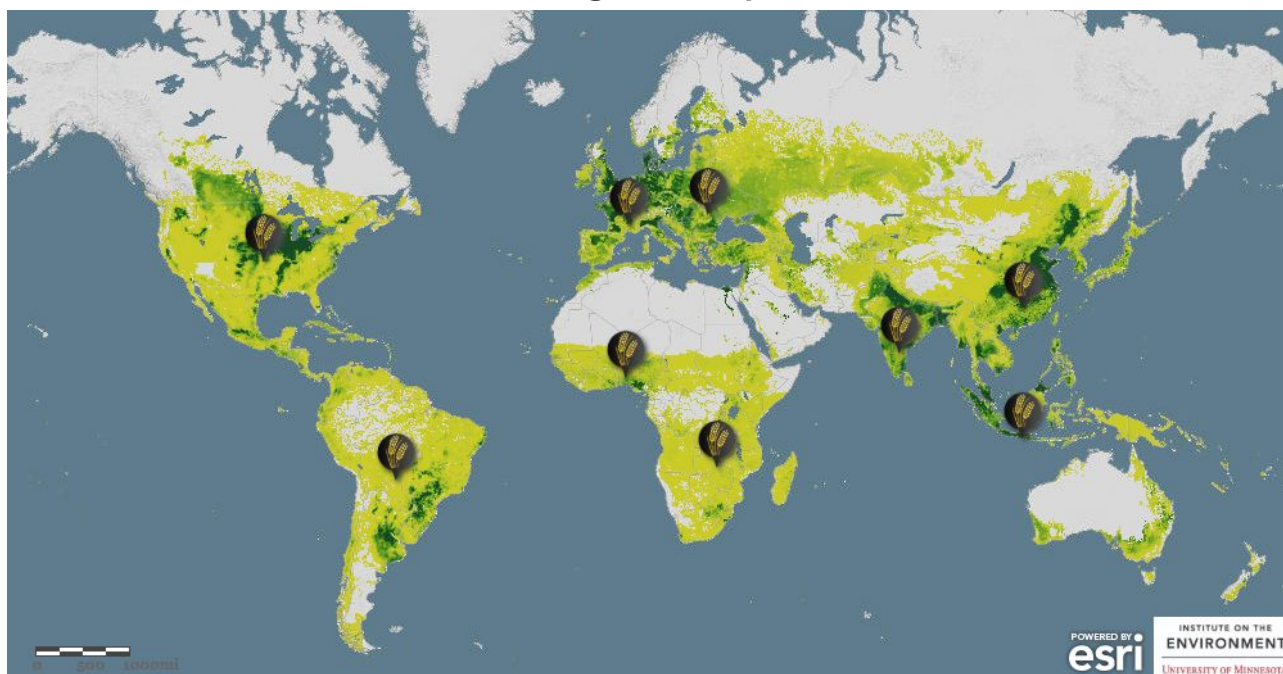 0 500 1000mi
POWERED BY
esri
INSTITUTE ON THE
ENVIRONMENT
UNIVERSITY OF MINNESOTA